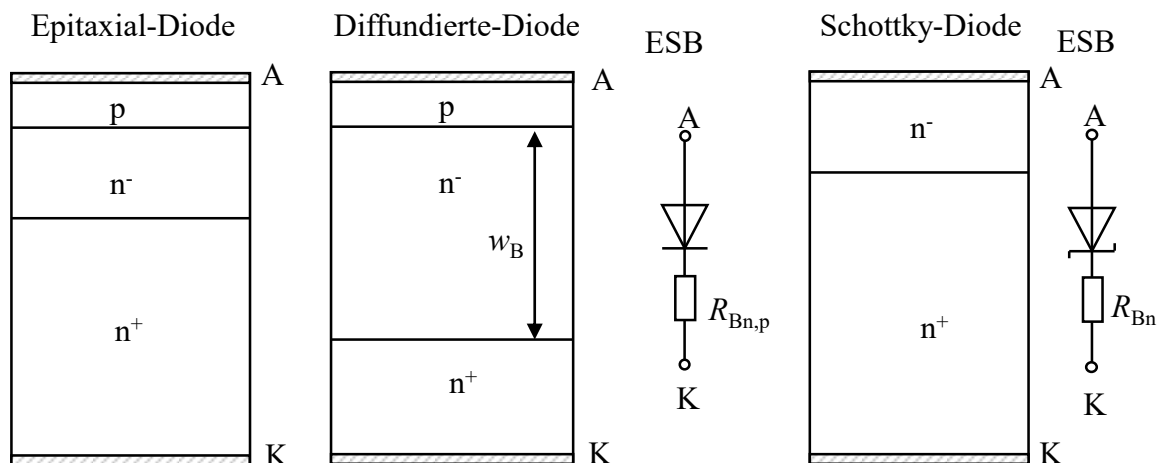 Epitaxial-Diode
A
p
n-
n+
K
Diffundierte-Diode
A
p
n-
wB
n+
K
ESB
A
RBn,p
K
Schottky-Diode
A
n-
n+
K
ESB
A
RBn
K